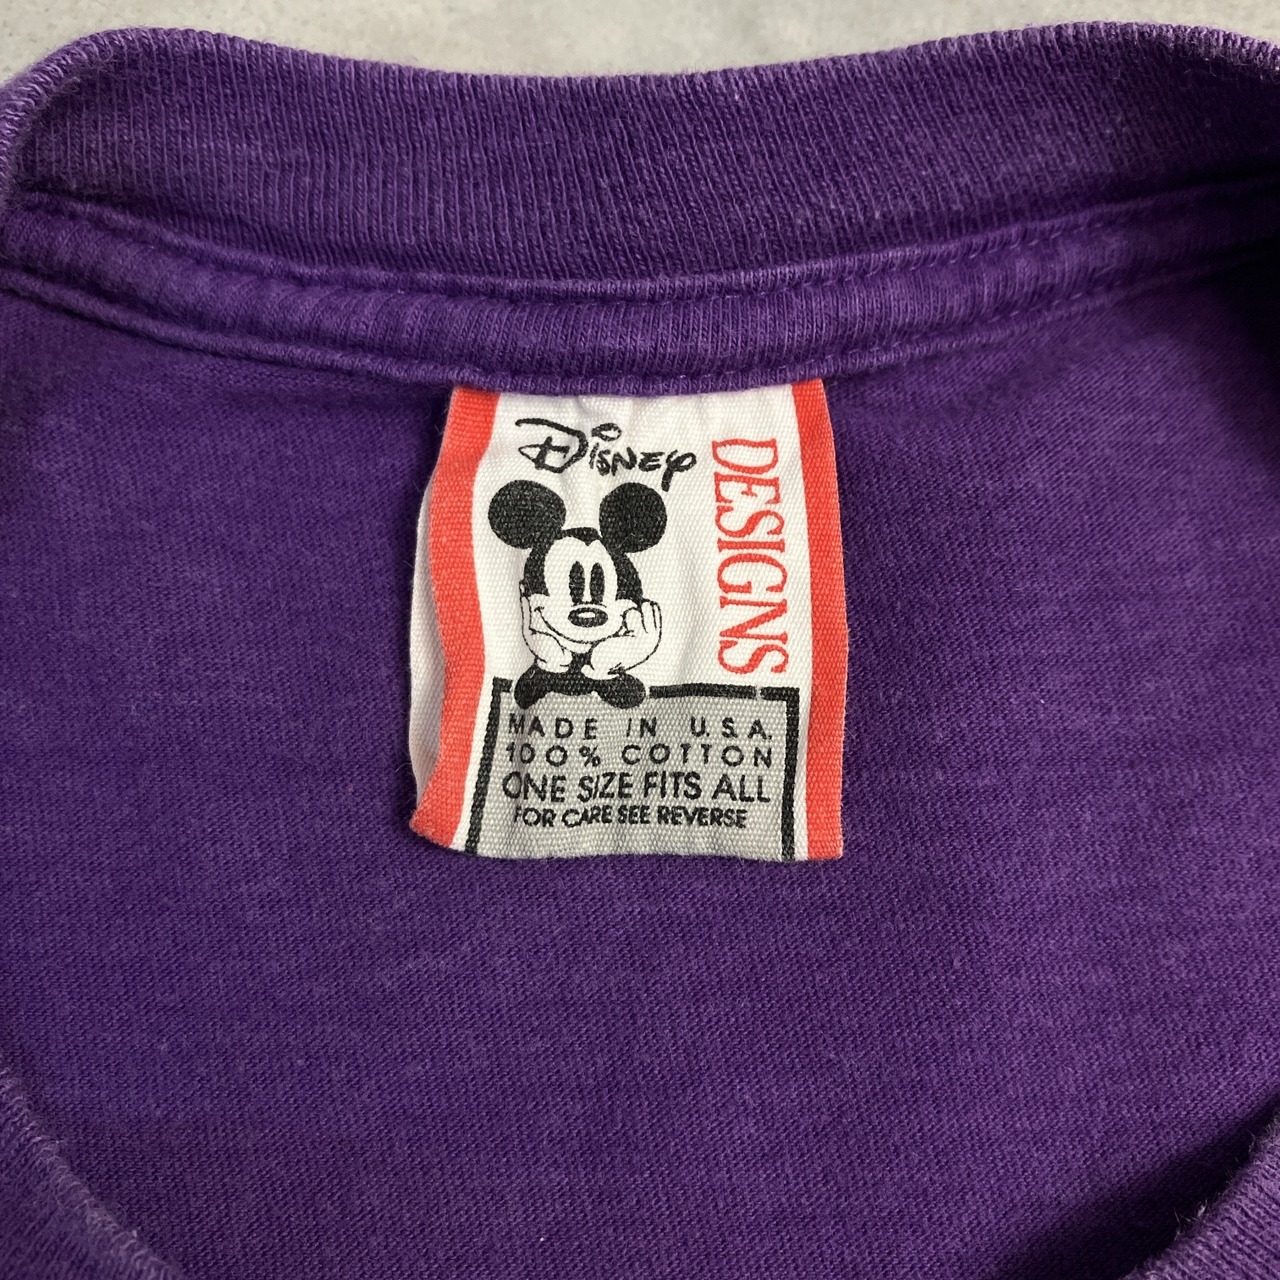 Disney
DESIGNS
MADE IN U.S.A.
100% COTTON
ONE SIZE FITS ALL
FOR CARE SEE REVERSE